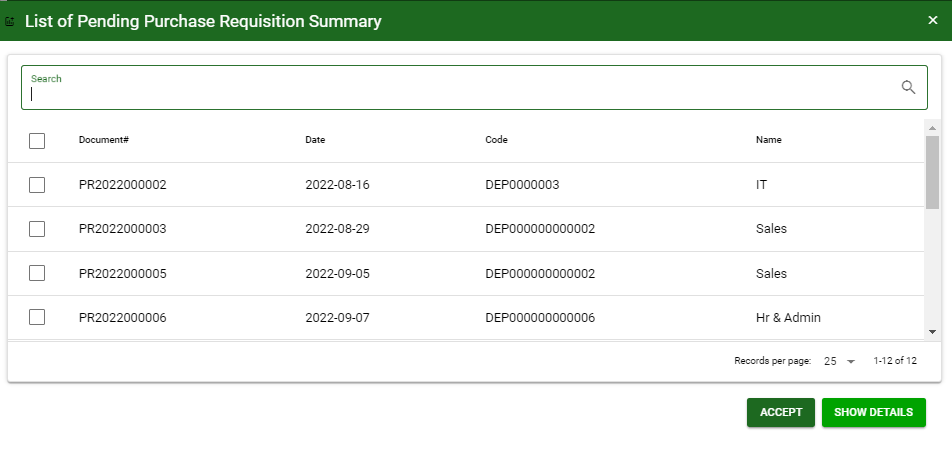 List of Pending Purchase Requisition Summary
Search
Document# Date Code Name
PR2022000002 2022-08-16 DEP0000003 IT
PR2022000003 2022-08-29 DEP000000000002 Sales
PR2022000005 2022-09-05 DEP000000000002 Sales
PR2022000006 2022-09-07 DEP000000000006 Hr & Admin
Records per page: 25 1-12 of 12
ACCEPT SHOW DETAILS